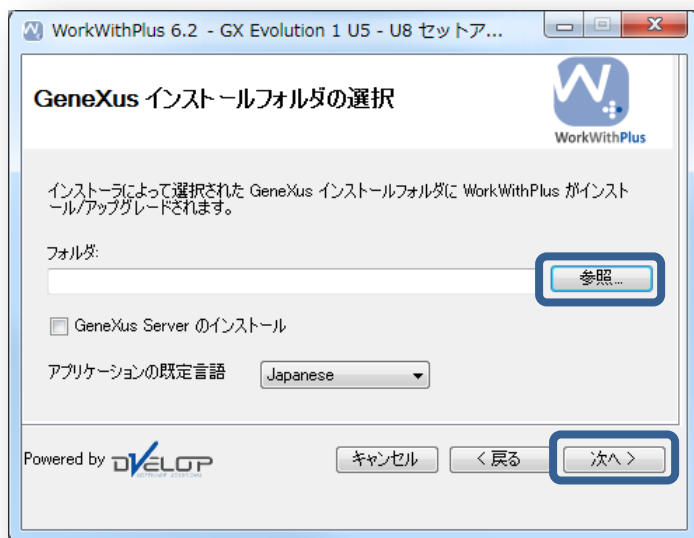 WorkWithPlus 6.2 - GX Evolution 1 U5 - U8 セットア...
GeneXus インストールフォルダの選択
WorkWithPlus
インストーラによって選択された GeneXus インストールフォルダに WorkWithPlus がインスト
ール/アップグレードされます。
フォルダ:
参照...
GeneXus Server のインストール
アプリケーションの既定言語
Japanese
Powered by DVELOP
キャンセル
< 戻る
次へ >